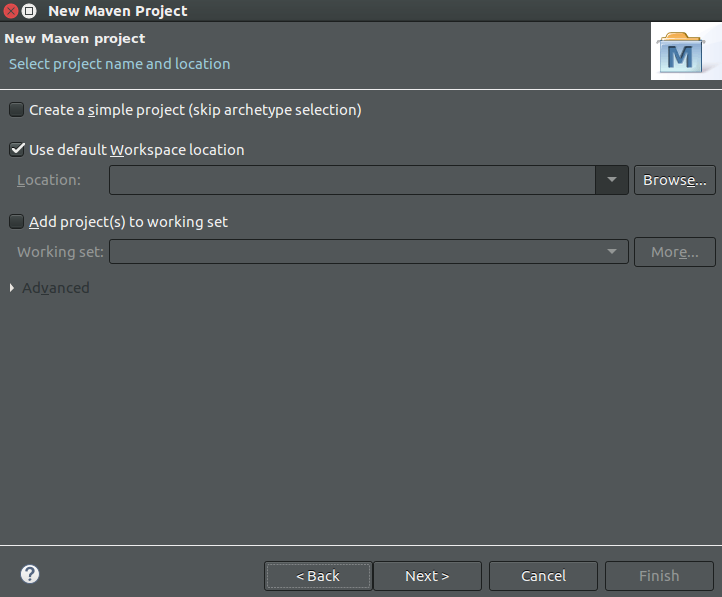 New Maven Project
New Maven project
Select project name and location
M
Create a simple project (skip archetype selection)
Use default Workspace location
Location:
Browse...
Add project(s) to working set
Working set:
More...
Advanced
?
< Back
Next >
Cancel
Finish